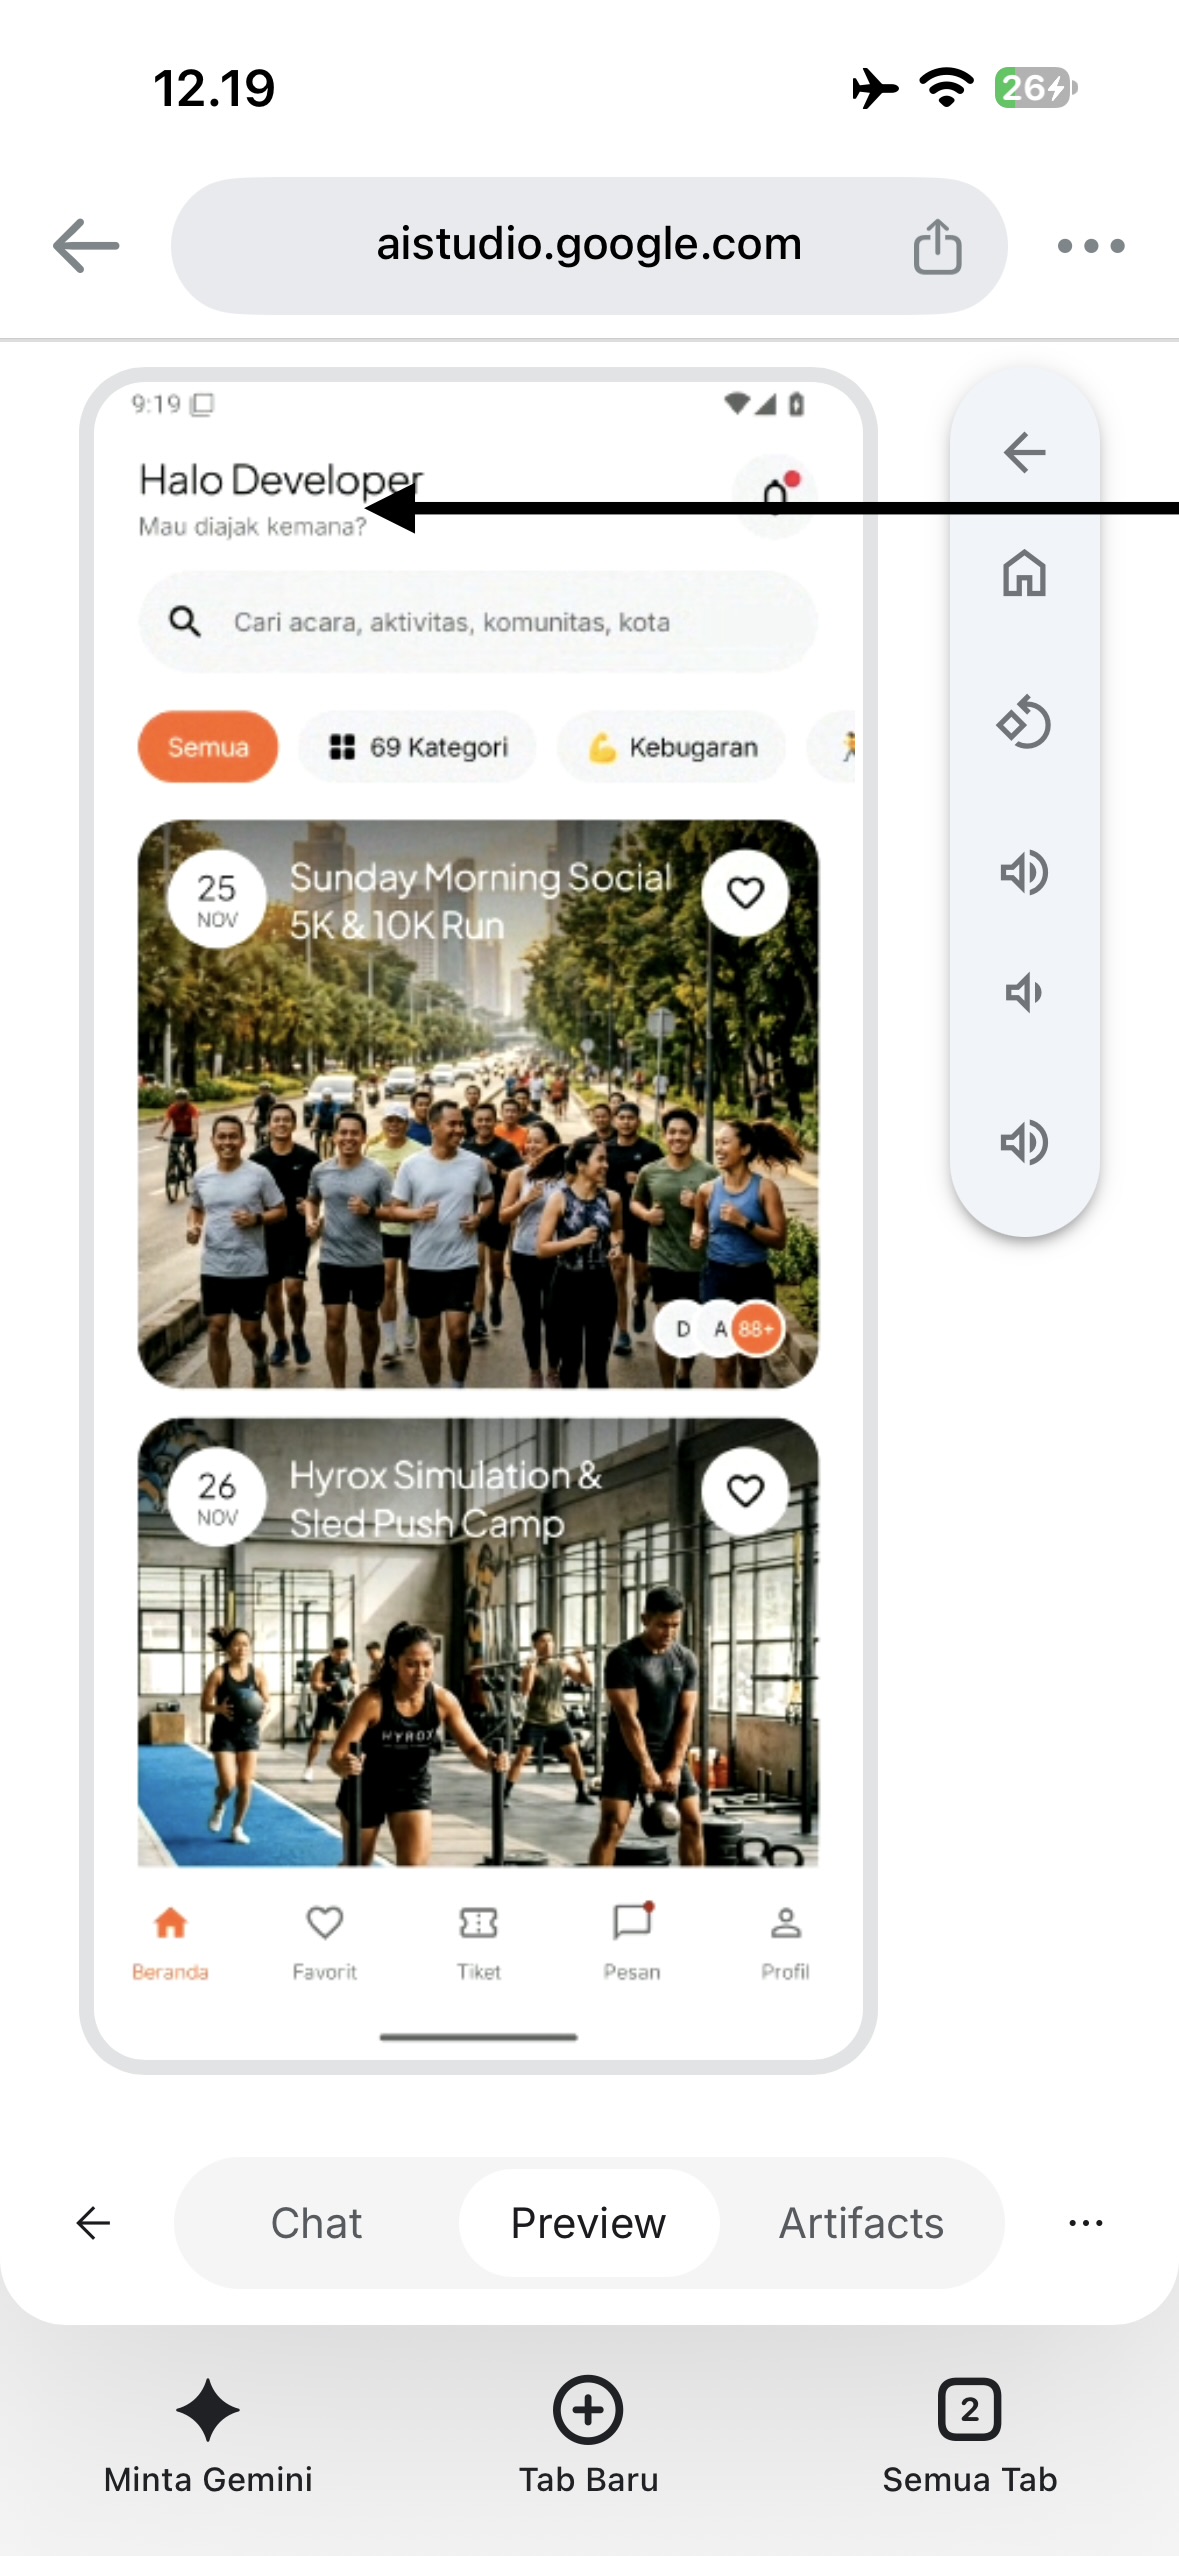 12.19
26
aistudio.google.com
9:19
Halo Developer
Mau diajak kemana?
Cari acara, aktivitas, komunitas, kota
Semua
69 Kategori
Kebugaran
25
NOV
Sunday Morning Social
5K & 10K Run
D
A
88+
26
NOV
Hyrox Simulation &
Sled Push Camp
HYROX
Beranda
Favorit
Tiket
Pesan
Profil
Chat
Preview
Artifacts
Minta Gemini
Tab Baru
2
Semua Tab